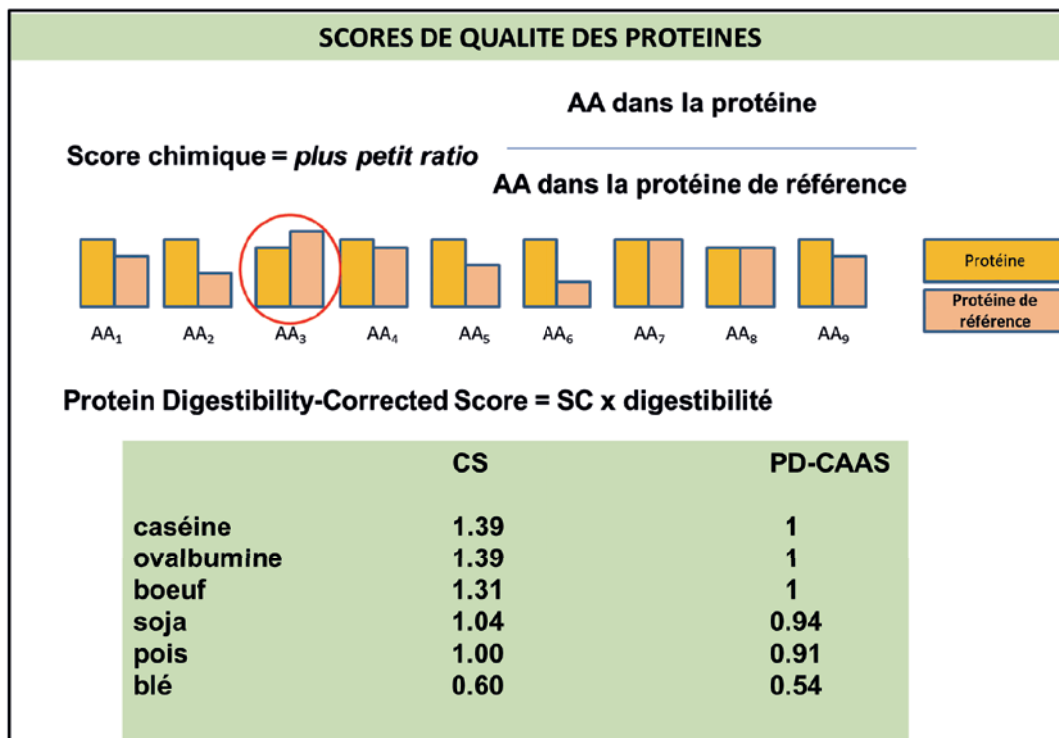 SCORES DE QUALITE DES PROTEINES
AA dans la protéine
Score chimique = plus petit ratio
AA dans la protéine de référence
Protéine
Protéine de
référence
AA₁ AA₂ AA₃ AA₄ AA₅ AA₆ AA₇ AA₈ AA₉
Protein Digestibility-Corrected Score = SC x digestibilité
CS PD-CAAS
caséine 1.39 1
ovalbumine 1.39 1
boeuf 1.31 1
soja 1.04 0.94
pois 1.00 0.91
blé 0.60 0.54